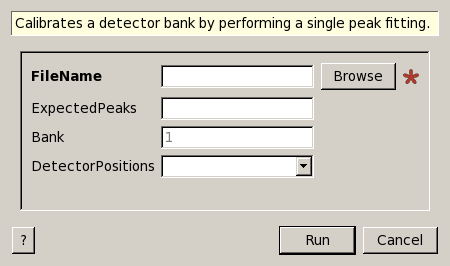 Calibrates a detector bank by performing a single peak fitting.
FileName Browse *
ExpectedPeaks
Bank 1
DetectorPositions
? Run Cancel